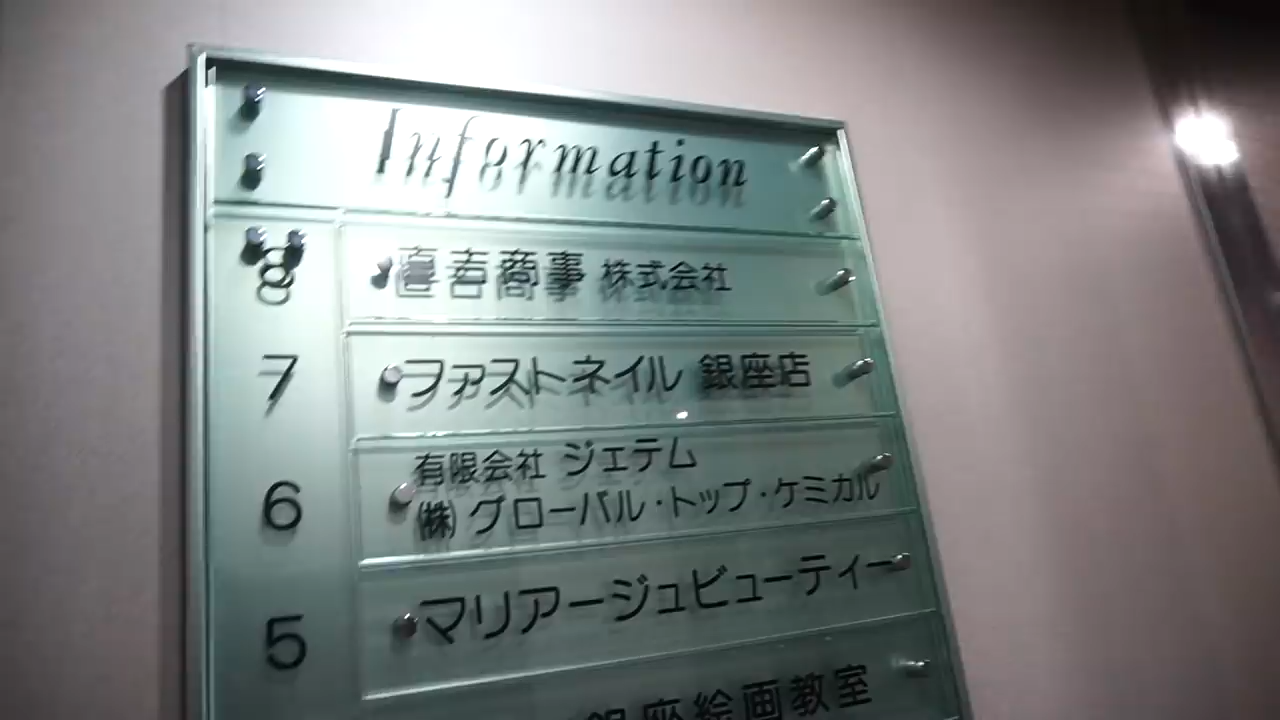 Information
8 直吉商事 株式会社
7 ファストネイル 銀座店
6 有限会社 ジェテム
㈱ グローバル・トップ・ケミカル
5 マリアージュビューティー
銀座絵画教室